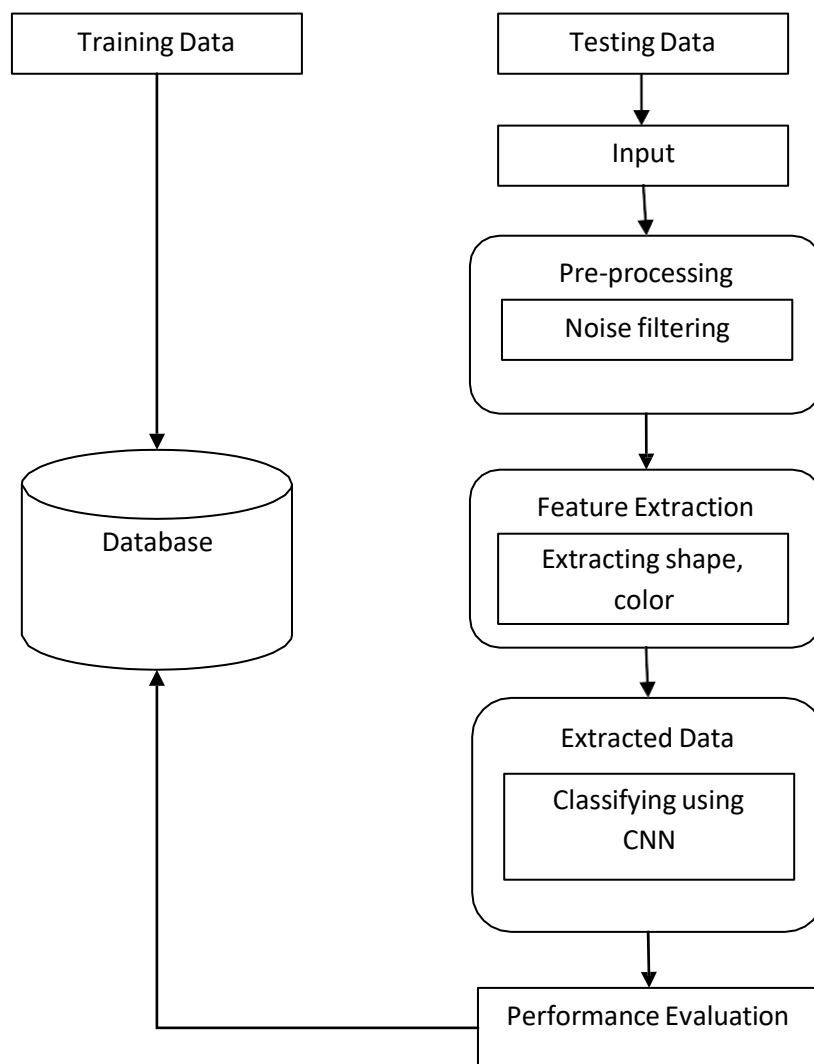 Training Data
Testing Data
Input
Pre-processing
Noise filtering
Database
Feature Extraction
Extracting shape,
color
Extracted Data
Classifying using
CNN
Performance Evaluation